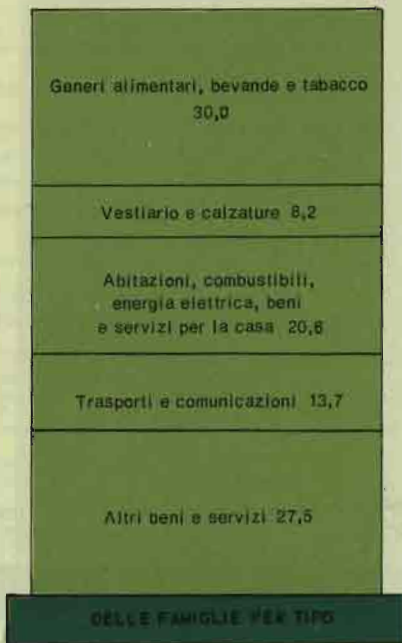 Generi alimentari, bevande e tabacco
30,0
Vestiario e calzature 8,2
Abitazioni, combustibili,
energia elettrica, beni
e servizi per la casa 20,6
Trasporti e comunicazioni 13,7
Altri beni e servizi 27,5
DELLE FAMIGLIE PER TIPO